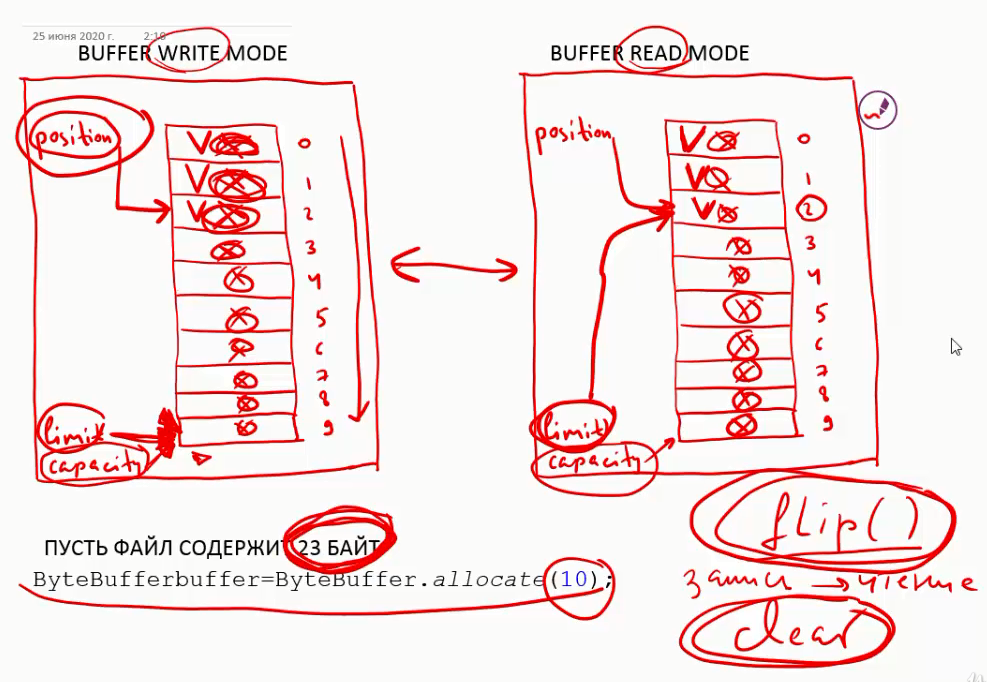 25 июня 2020 г. 2:18
BUFFER WRITE MODE
BUFFER READ MODE
position
V 0
V 1
V 2
3
4
5
6
7
8
9
limit
capacity
position
V 0
V 1
V 2
3
4
5
6
7
8
9
limit
capacity
flip()
ПУСТЬ ФАЙЛ СОДЕРЖИТ 23 БАЙТ
ByteBufferbuffer=ByteBuffer.allocate(10);
запись → чтение
clear